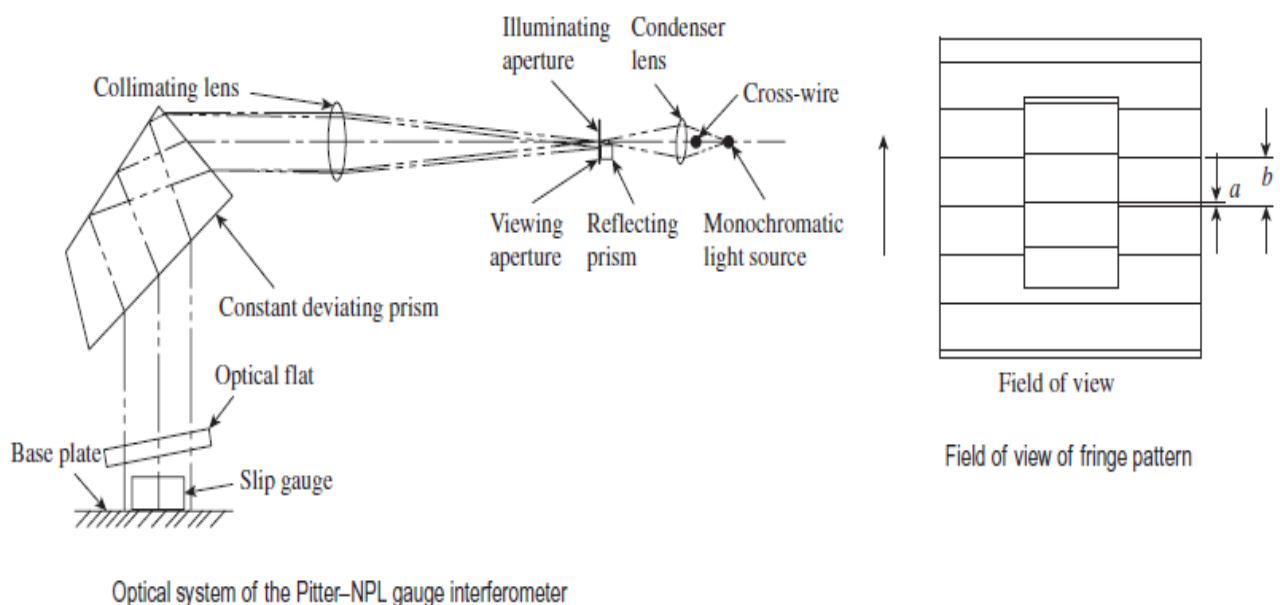 Illuminating
aperture
Condenser
lens
Collimating lens
Cross-wire
Viewing
aperture
Reflecting
prism
Monochromatic
light source
Constant deviating prism
Optical flat
Base plate
Slip gauge
Optical system of the Pitter–NPL gauge interferometer
a
b
Field of view
Field of view of fringe pattern